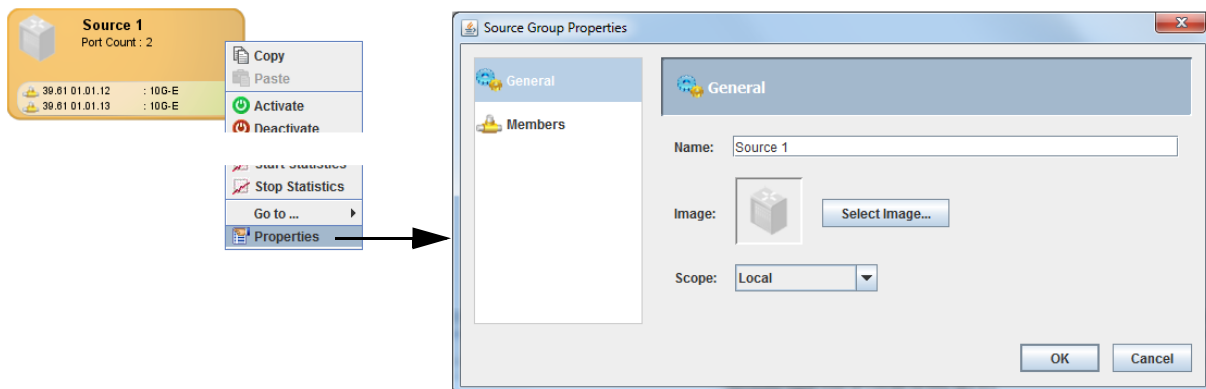 Source 1
Port Count : 2
39.61 01.01.12 : 10G-E
39.61 01.01.13 : 10G-E
Copy
Paste
Activate
Deactivate
Start Statistics
Stop Statistics
Go to ...
Properties
Source Group Properties
General
Members
General
Name: Source 1
Image: Select Image...
Scope: Local
OK Cancel